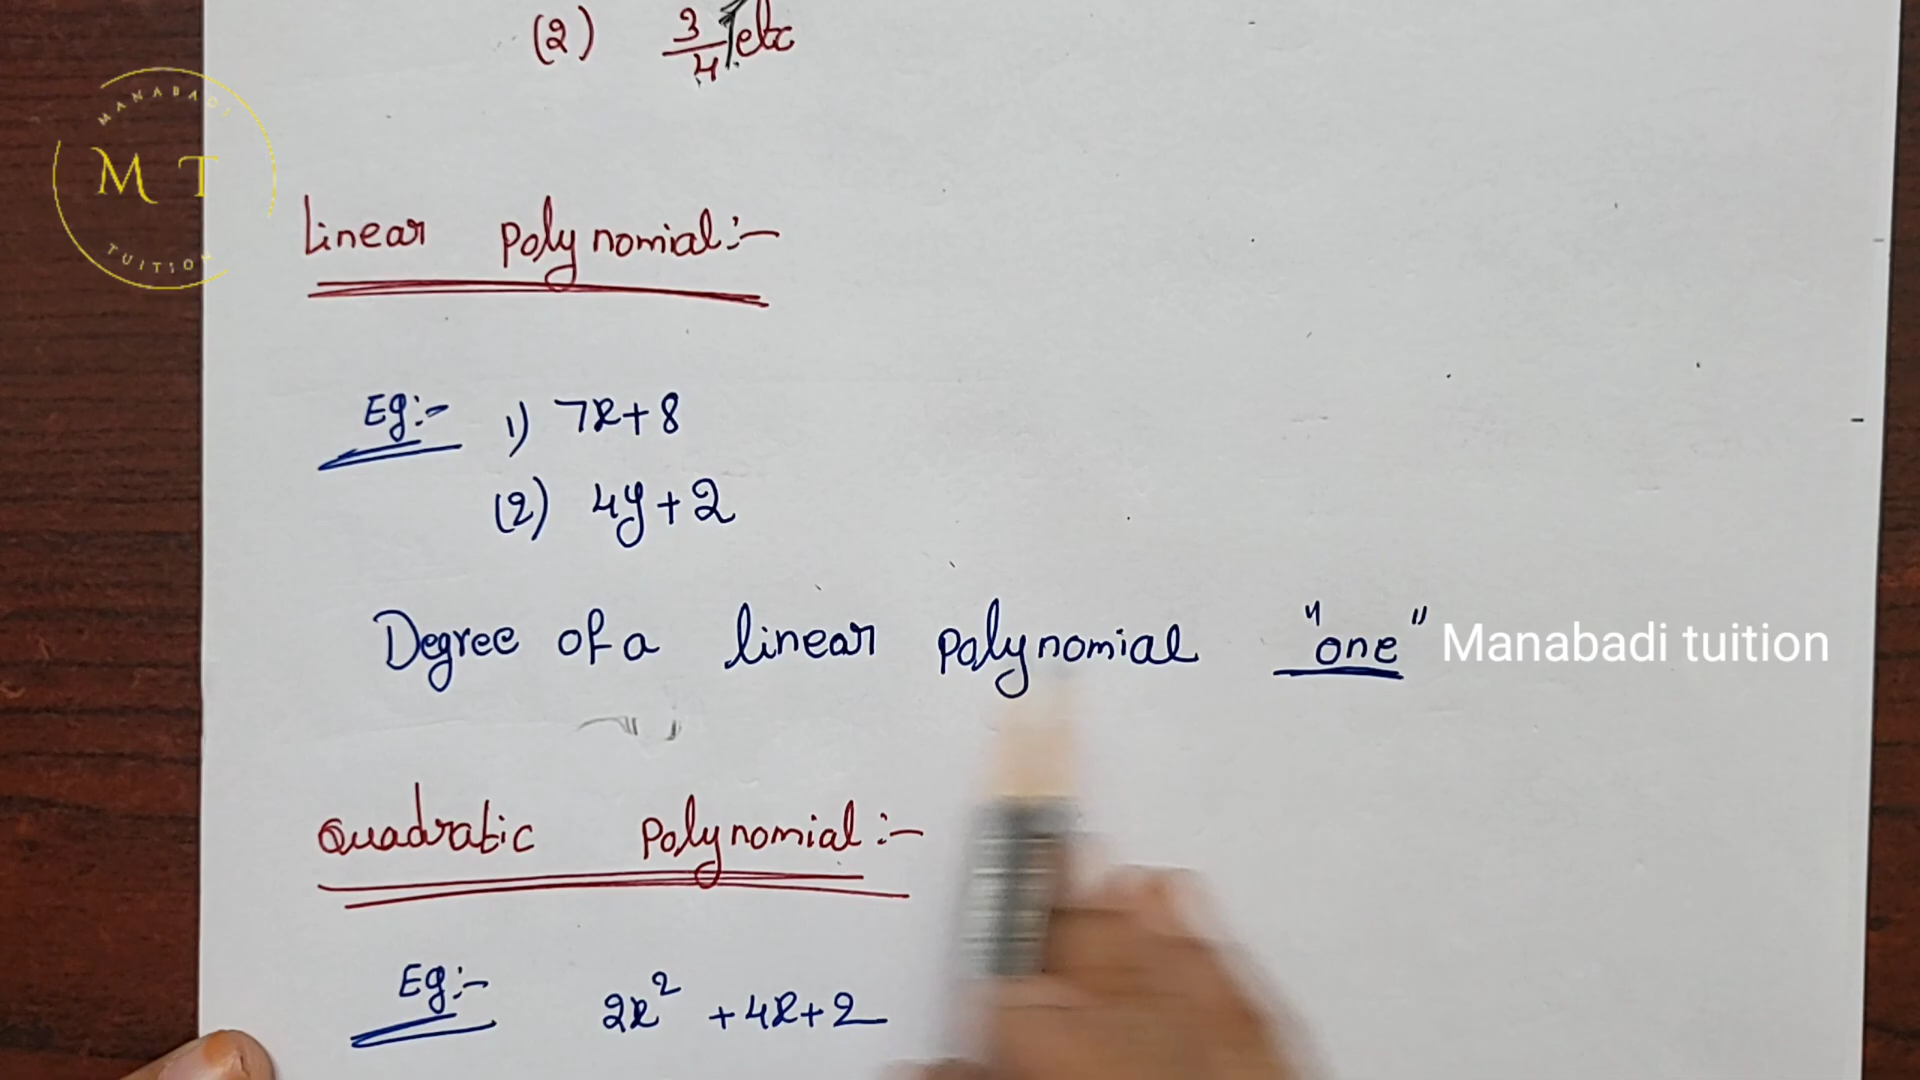 (2) 3/4, etc
MANABADI
M T
TUITION
Linear Polynomial:-
Eg:- 1) 7x+8
(2) 4y+2
Degree of a linear polynomial "one"
Manabadi tuition
Quadratic Polynomial:-
Eg:- 2x² +4x+2